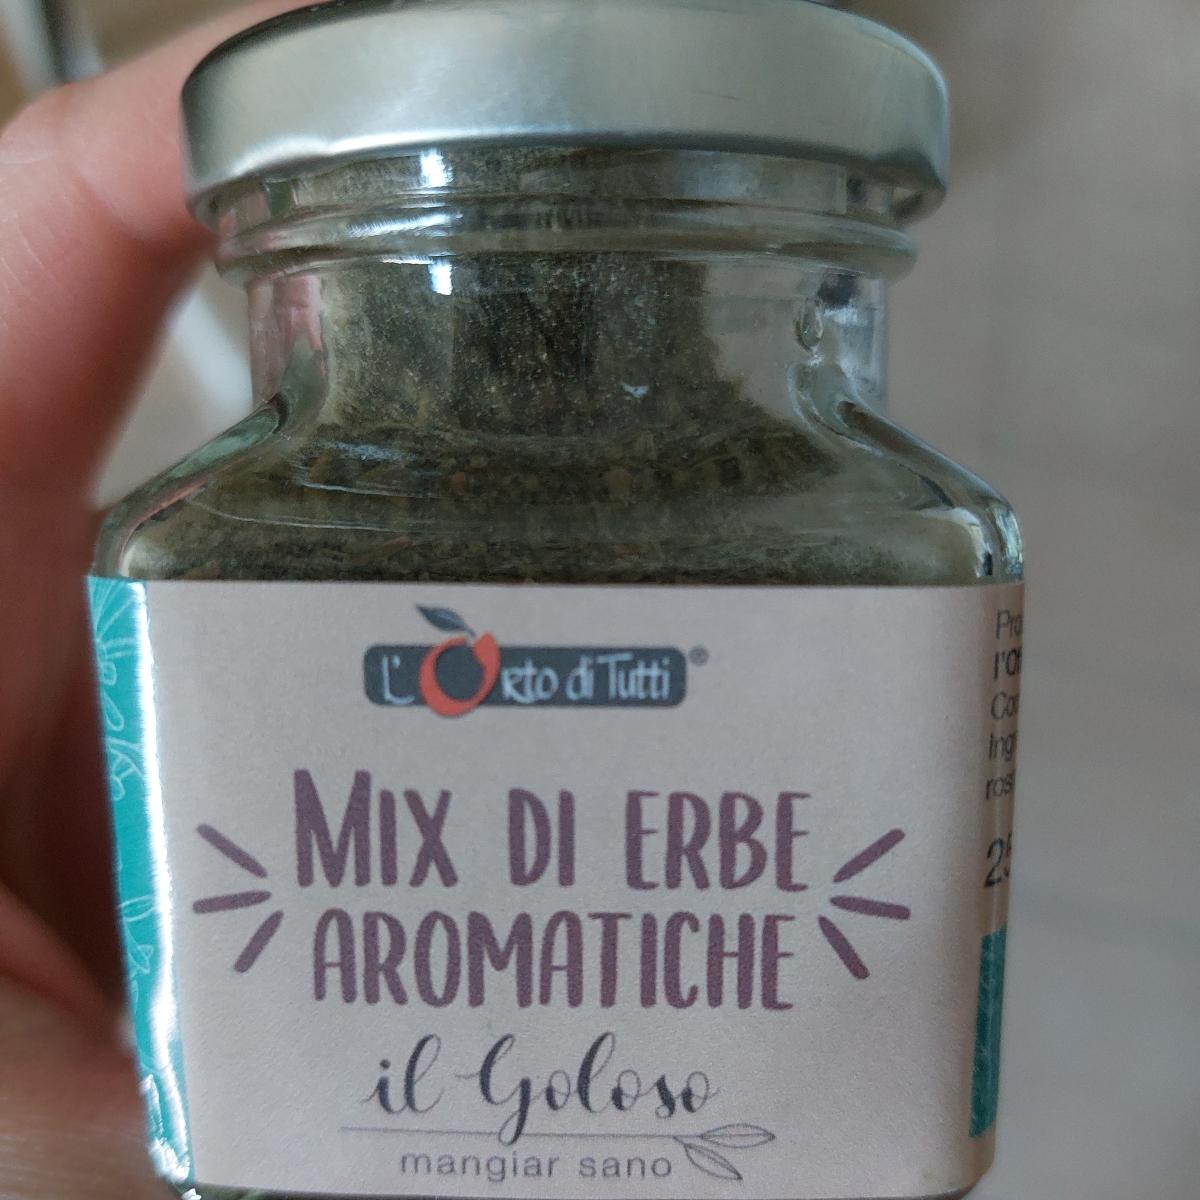 L'Orto di Tutti®
MIX DI ERBE
AROMATICHE
il Goloso
mangiar sano